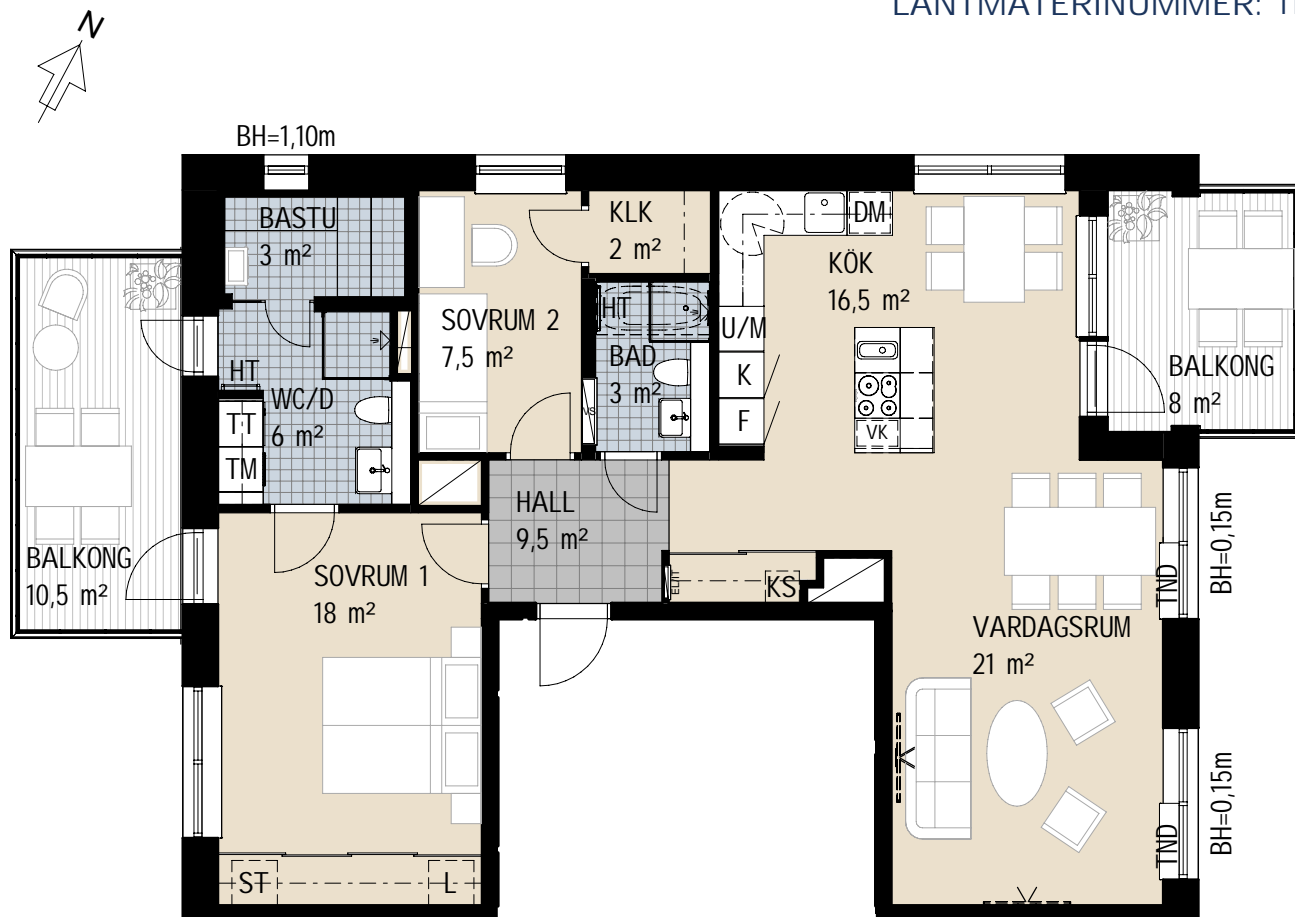 LANTMÄTERINUMMER:
N
BH=1,10m
BASTU
3 m²
KLK
2 m²
DM
KÖK
16,5 m²
HT
U/M
SOVRUM 2
7,5 m²
BAD
3 m²
K
BALKONG
8 m²
HT
WC/D
6 m²
TT
VS
F
VK
TM
HALL
9,5 m²
BH=0,15m
BALKONG
10,5 m²
SOVRUM 1
18 m²
KS
TND
VARDAGSRUM
21 m²
BH=0,15m
TND
ST
L